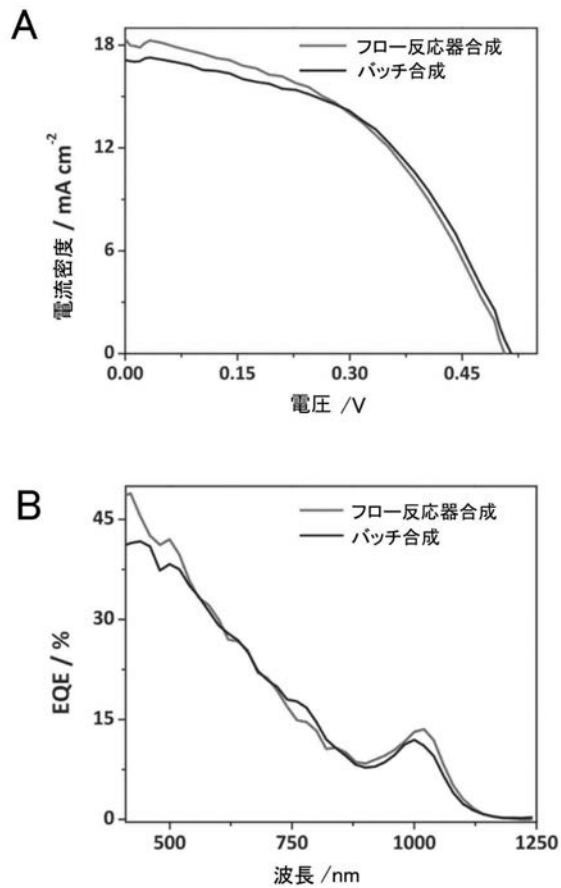 A
18
12
6
0
電流密度 / mA cm⁻²
フロー反応器合成
バッチ合成
0.00 0.15 0.30 0.45
電圧 /V
B
45
30
15
0
EQE / %
フロー反応器合成
バッチ合成
500 750 1000 1250
波長 /nm